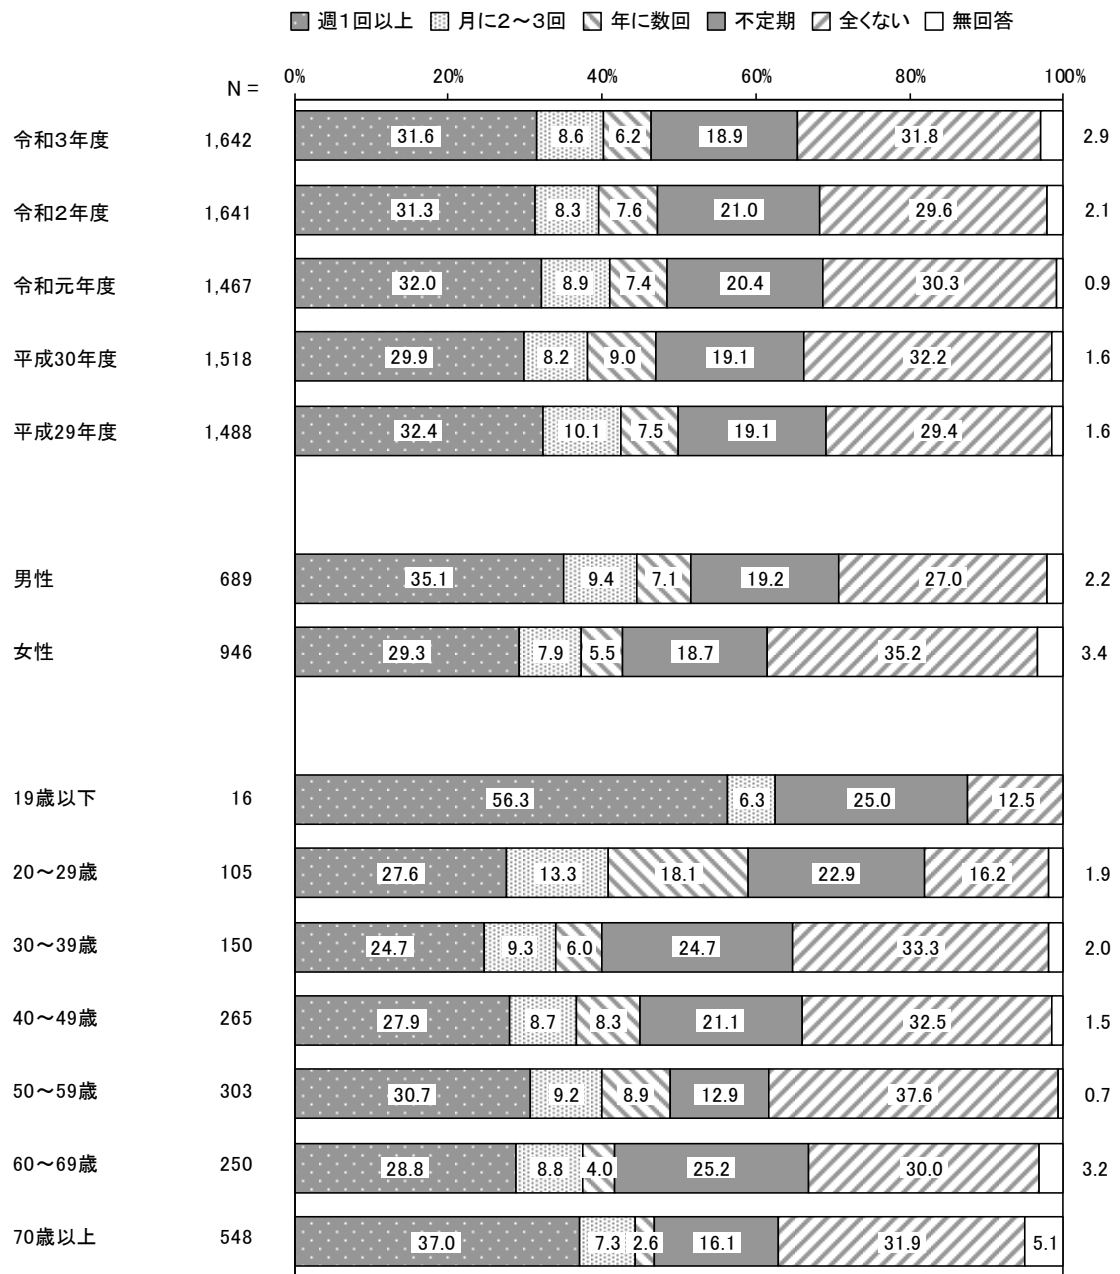 週１回以上 月に２～３回 年に数回 不定期 全くない 無回答
N = 0% 20% 40% 60% 80% 100%
令和３年度 1,642 31.6 8.6 6.2 18.9 31.8 2.9
令和２年度 1,641 31.3 8.3 7.6 21.0 29.6 2.1
令和元年度 1,467 32.0 8.9 7.4 20.4 30.3 0.9
平成30年度 1,518 29.9 8.2 9.0 19.1 32.2 1.6
平成29年度 1,488 32.4 10.1 7.5 19.1 29.4 1.6
男性 689 35.1 9.4 7.1 19.2 27.0 2.2
女性 946 29.3 7.9 5.5 18.7 35.2 3.4
19歳以下 16 56.3 6.3 25.0 12.5
20～29歳 105 27.6 13.3 18.1 22.9 16.2 1.9
30～39歳 150 24.7 9.3 6.0 24.7 33.3 2.0
40～49歳 265 27.9 8.7 8.3 21.1 32.5 1.5
50～59歳 303 30.7 9.2 8.9 12.9 37.6 0.7
60～69歳 250 28.8 8.8 4.0 25.2 30.0 3.2
70歳以上 548 37.0 7.3 2.6 16.1 31.9 5.1